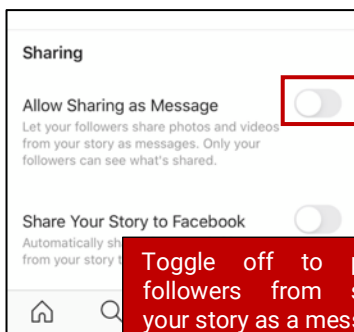 Sharing
Allow Sharing as Message
Let your followers share photos and videos
from your story as messages. Only your
followers can see what's shared.
Share Your Story to Facebook
Automatically sh
from your story t
Toggle off to p
followers from s
your story as a mess